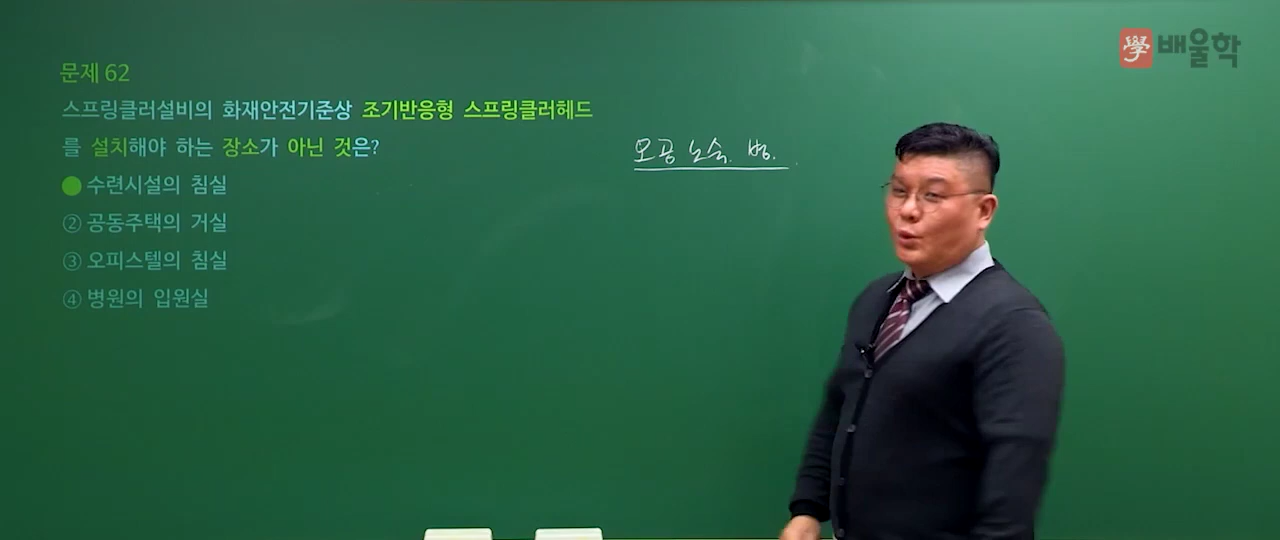 學 배울학
문제 62
스프링클러설비의 화재안전기준상 조기반응형 스프링클러헤드
를 설치해야 하는 장소가 아닌 것은?
오공노숙. 병.
수련시설의 침실
② 공동주택의 거실
③ 오피스텔의 침실
④ 병원의 입원실